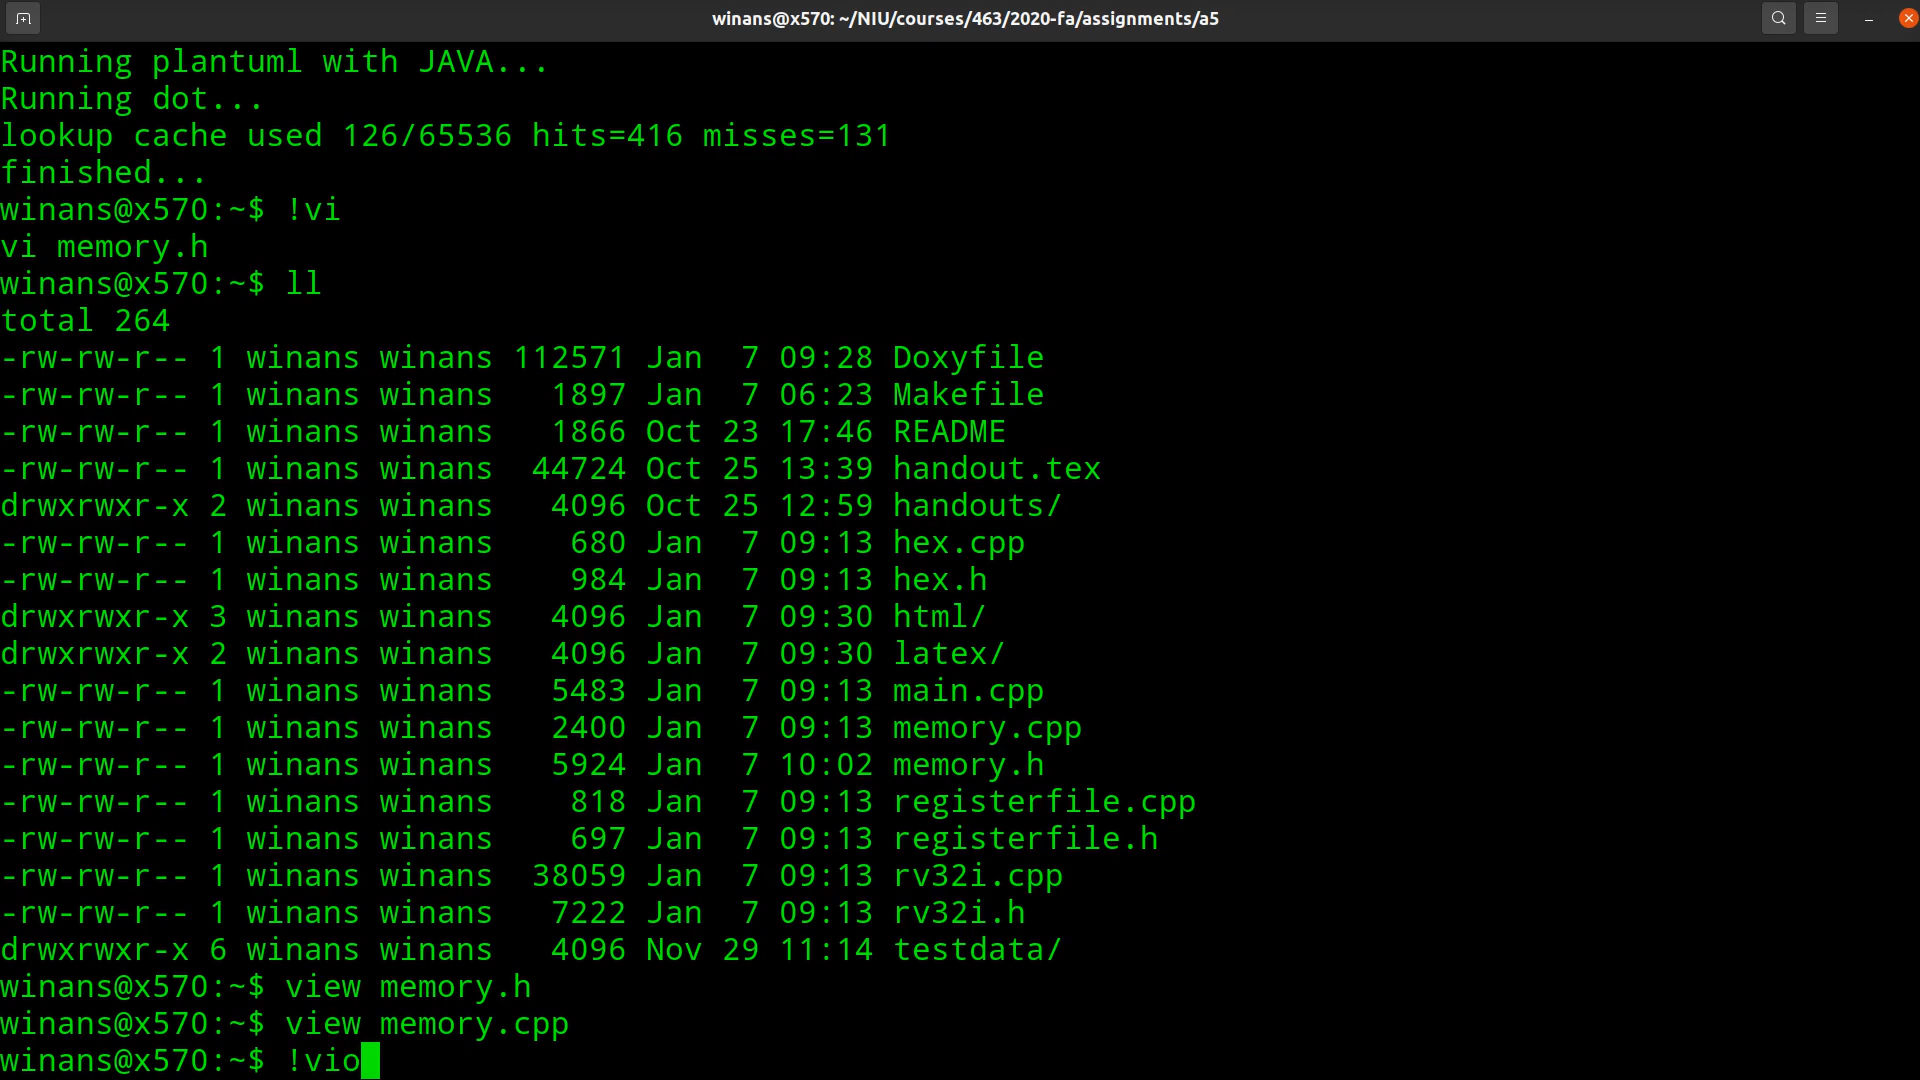 winans@x570: ~/NIU/courses/463/2020-fa/assignments/a5
Running plantuml with JAVA...
Running dot...
lookup cache used 126/65536 hits=416 misses=131
finished...
winans@x570:~$ !vi
vi memory.h
winans@x570:~$ ll
total 264
-rw-rw-r-- 1 winans winans 112571 Jan  7 09:28 Doxyfile
-rw-rw-r-- 1 winans winans   1897 Jan  7 06:23 Makefile
-rw-rw-r-- 1 winans winans   1866 Oct 23 17:46 README
-rw-rw-r-- 1 winans winans  44724 Oct 25 13:39 handout.tex
drwxrwxr-x 2 winans winans   4096 Oct 25 12:59 handouts/
-rw-rw-r-- 1 winans winans    680 Jan  7 09:13 hex.cpp
-rw-rw-r-- 1 winans winans    984 Jan  7 09:13 hex.h
drwxrwxr-x 3 winans winans   4096 Jan  7 09:30 html/
drwxrwxr-x 2 winans winans   4096 Jan  7 09:30 latex/
-rw-rw-r-- 1 winans winans   5483 Jan  7 09:13 main.cpp
-rw-rw-r-- 1 winans winans   2400 Jan  7 09:13 memory.cpp
-rw-rw-r-- 1 winans winans   5924 Jan  7 10:02 memory.h
-rw-rw-r-- 1 winans winans    818 Jan  7 09:13 registerfile.cpp
-rw-rw-r-- 1 winans winans    697 Jan  7 09:13 registerfile.h
-rw-rw-r-- 1 winans winans  38059 Jan  7 09:13 rv32i.cpp
-rw-rw-r-- 1 winans winans   7222 Jan  7 09:13 rv32i.h
drwxrwxr-x 6 winans winans   4096 Nov 29 11:14 testdata/
winans@x570:~$ view memory.h
winans@x570:~$ view memory.cpp
winans@x570:~$ !vio